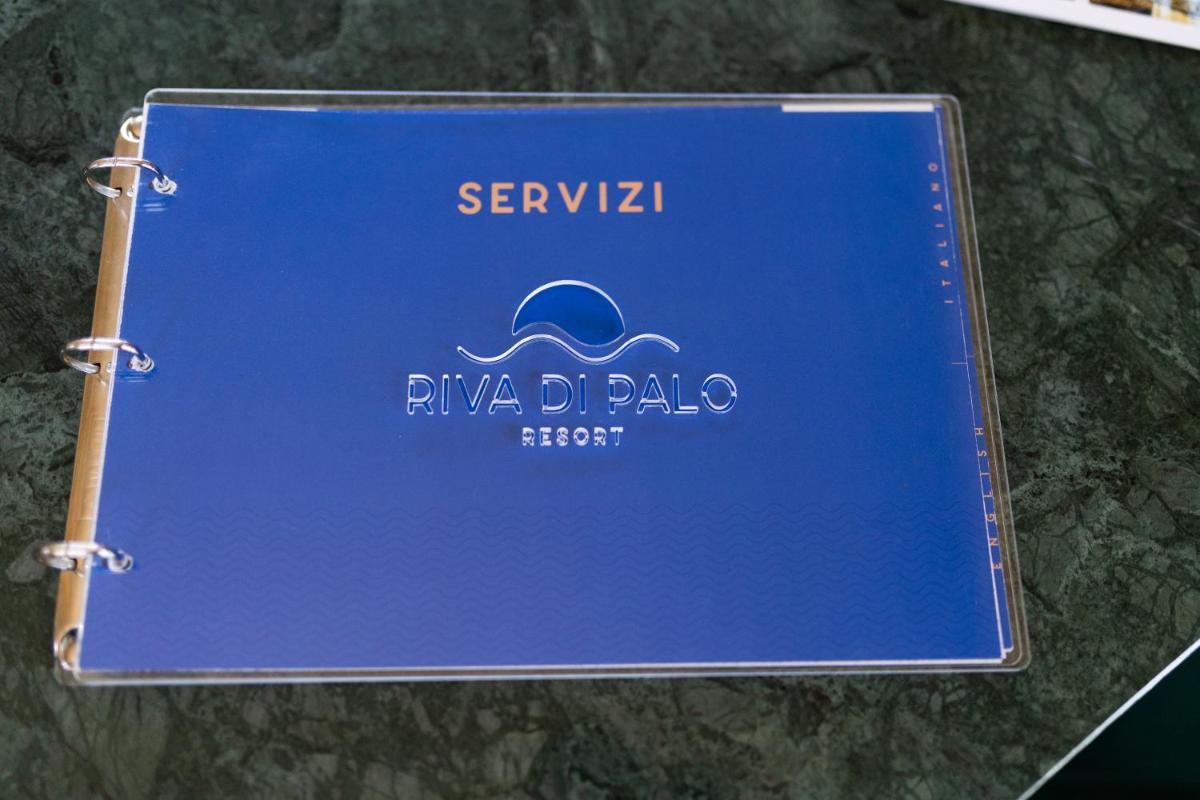 SERVIZI
RIVA DI PALO
RESORT
ITALIANO
ENGLISH